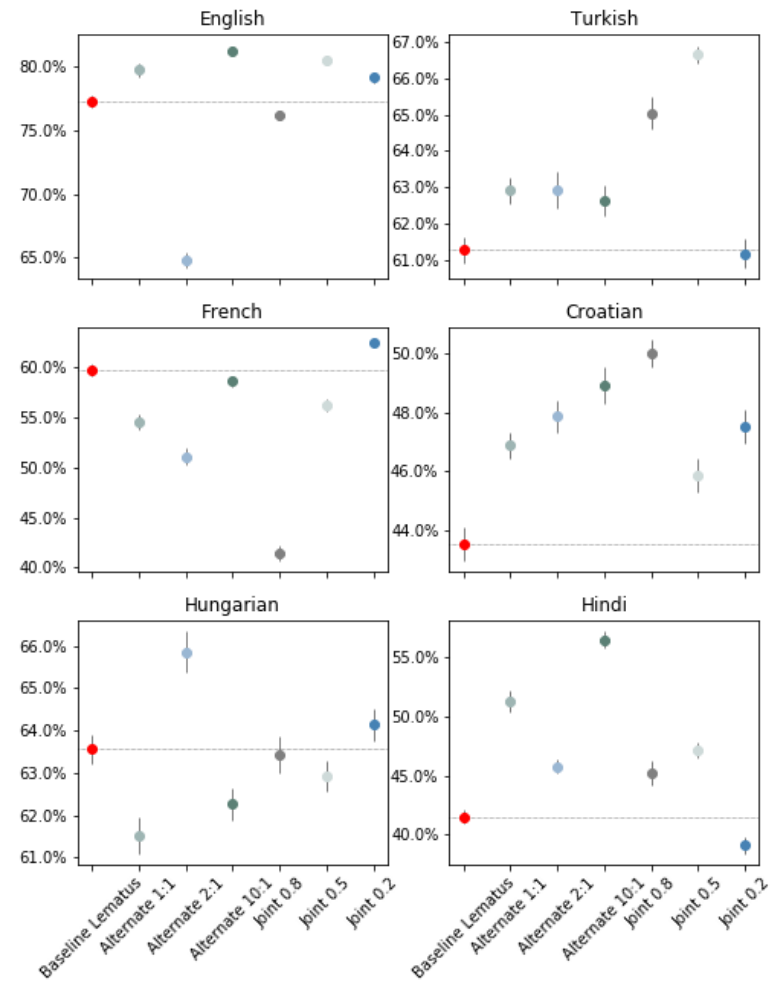 English
80.0%
75.0%
70.0%
65.0%
Turkish
67.0%
66.0%
65.0%
64.0%
63.0%
62.0%
61.0%
French
60.0%
55.0%
50.0%
45.0%
40.0%
Croatian
50.0%
48.0%
46.0%
44.0%
Hungarian
66.0%
65.0%
64.0%
63.0%
62.0%
61.0%
Hindi
55.0%
50.0%
45.0%
40.0%
Baseline Lematus
Alternate 1:1
Alternate 2:1
Alternate 10:1
Joint 0.8
Joint 0.5
Joint 0.2
Baseline Lematus
Alternate 1:1
Alternate 2:1
Alternate 10:1
Joint 0.8
Joint 0.5
Joint 0.2